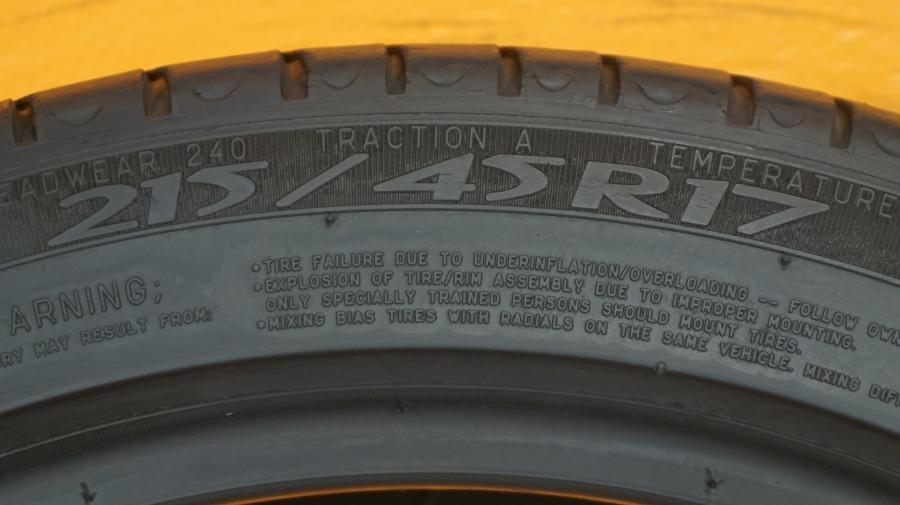 EADWEAR 240 TRACTION A TEMPERATURE
215/45R17
ARNING;
RY MAY RESULT FROM:
•TIRE FAILURE DUE TO UNDERINFLATION/OVERLOADING -- FOLLOW OWN
•EXPLOSION OF TIRE/RIM ASSEMBLY DUE TO IMPROPER MOUNTING.
ONLY SPECIALLY TRAINED PERSONS SHOULD MOUNT TIRES.
•MIXING BIAS TIRES WITH RADIALS ON THE SAME VEHICLE. MIXING DIFF